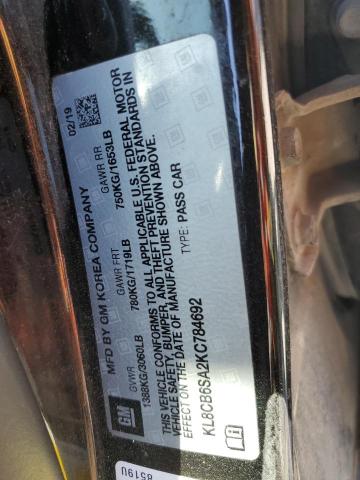 MFD BY GM KOREA COMPANY 02/19
GVWR GAWR FRT GAWR RR
1388KG/3060LB 780KG/1719LB 750KG/1653LB
THIS VEHICLE CONFORMS TO ALL APPLICABLE U.S. FEDERAL MOTOR
VEHICLE SAFETY, BUMPER, AND THEFT PREVENTION STANDARDS IN
EFFECT ON THE DATE OF MANUFACTURE SHOWN ABOVE.
KL8CB6SA2KC784692 TYPE: PASS CAR
GM
8519U